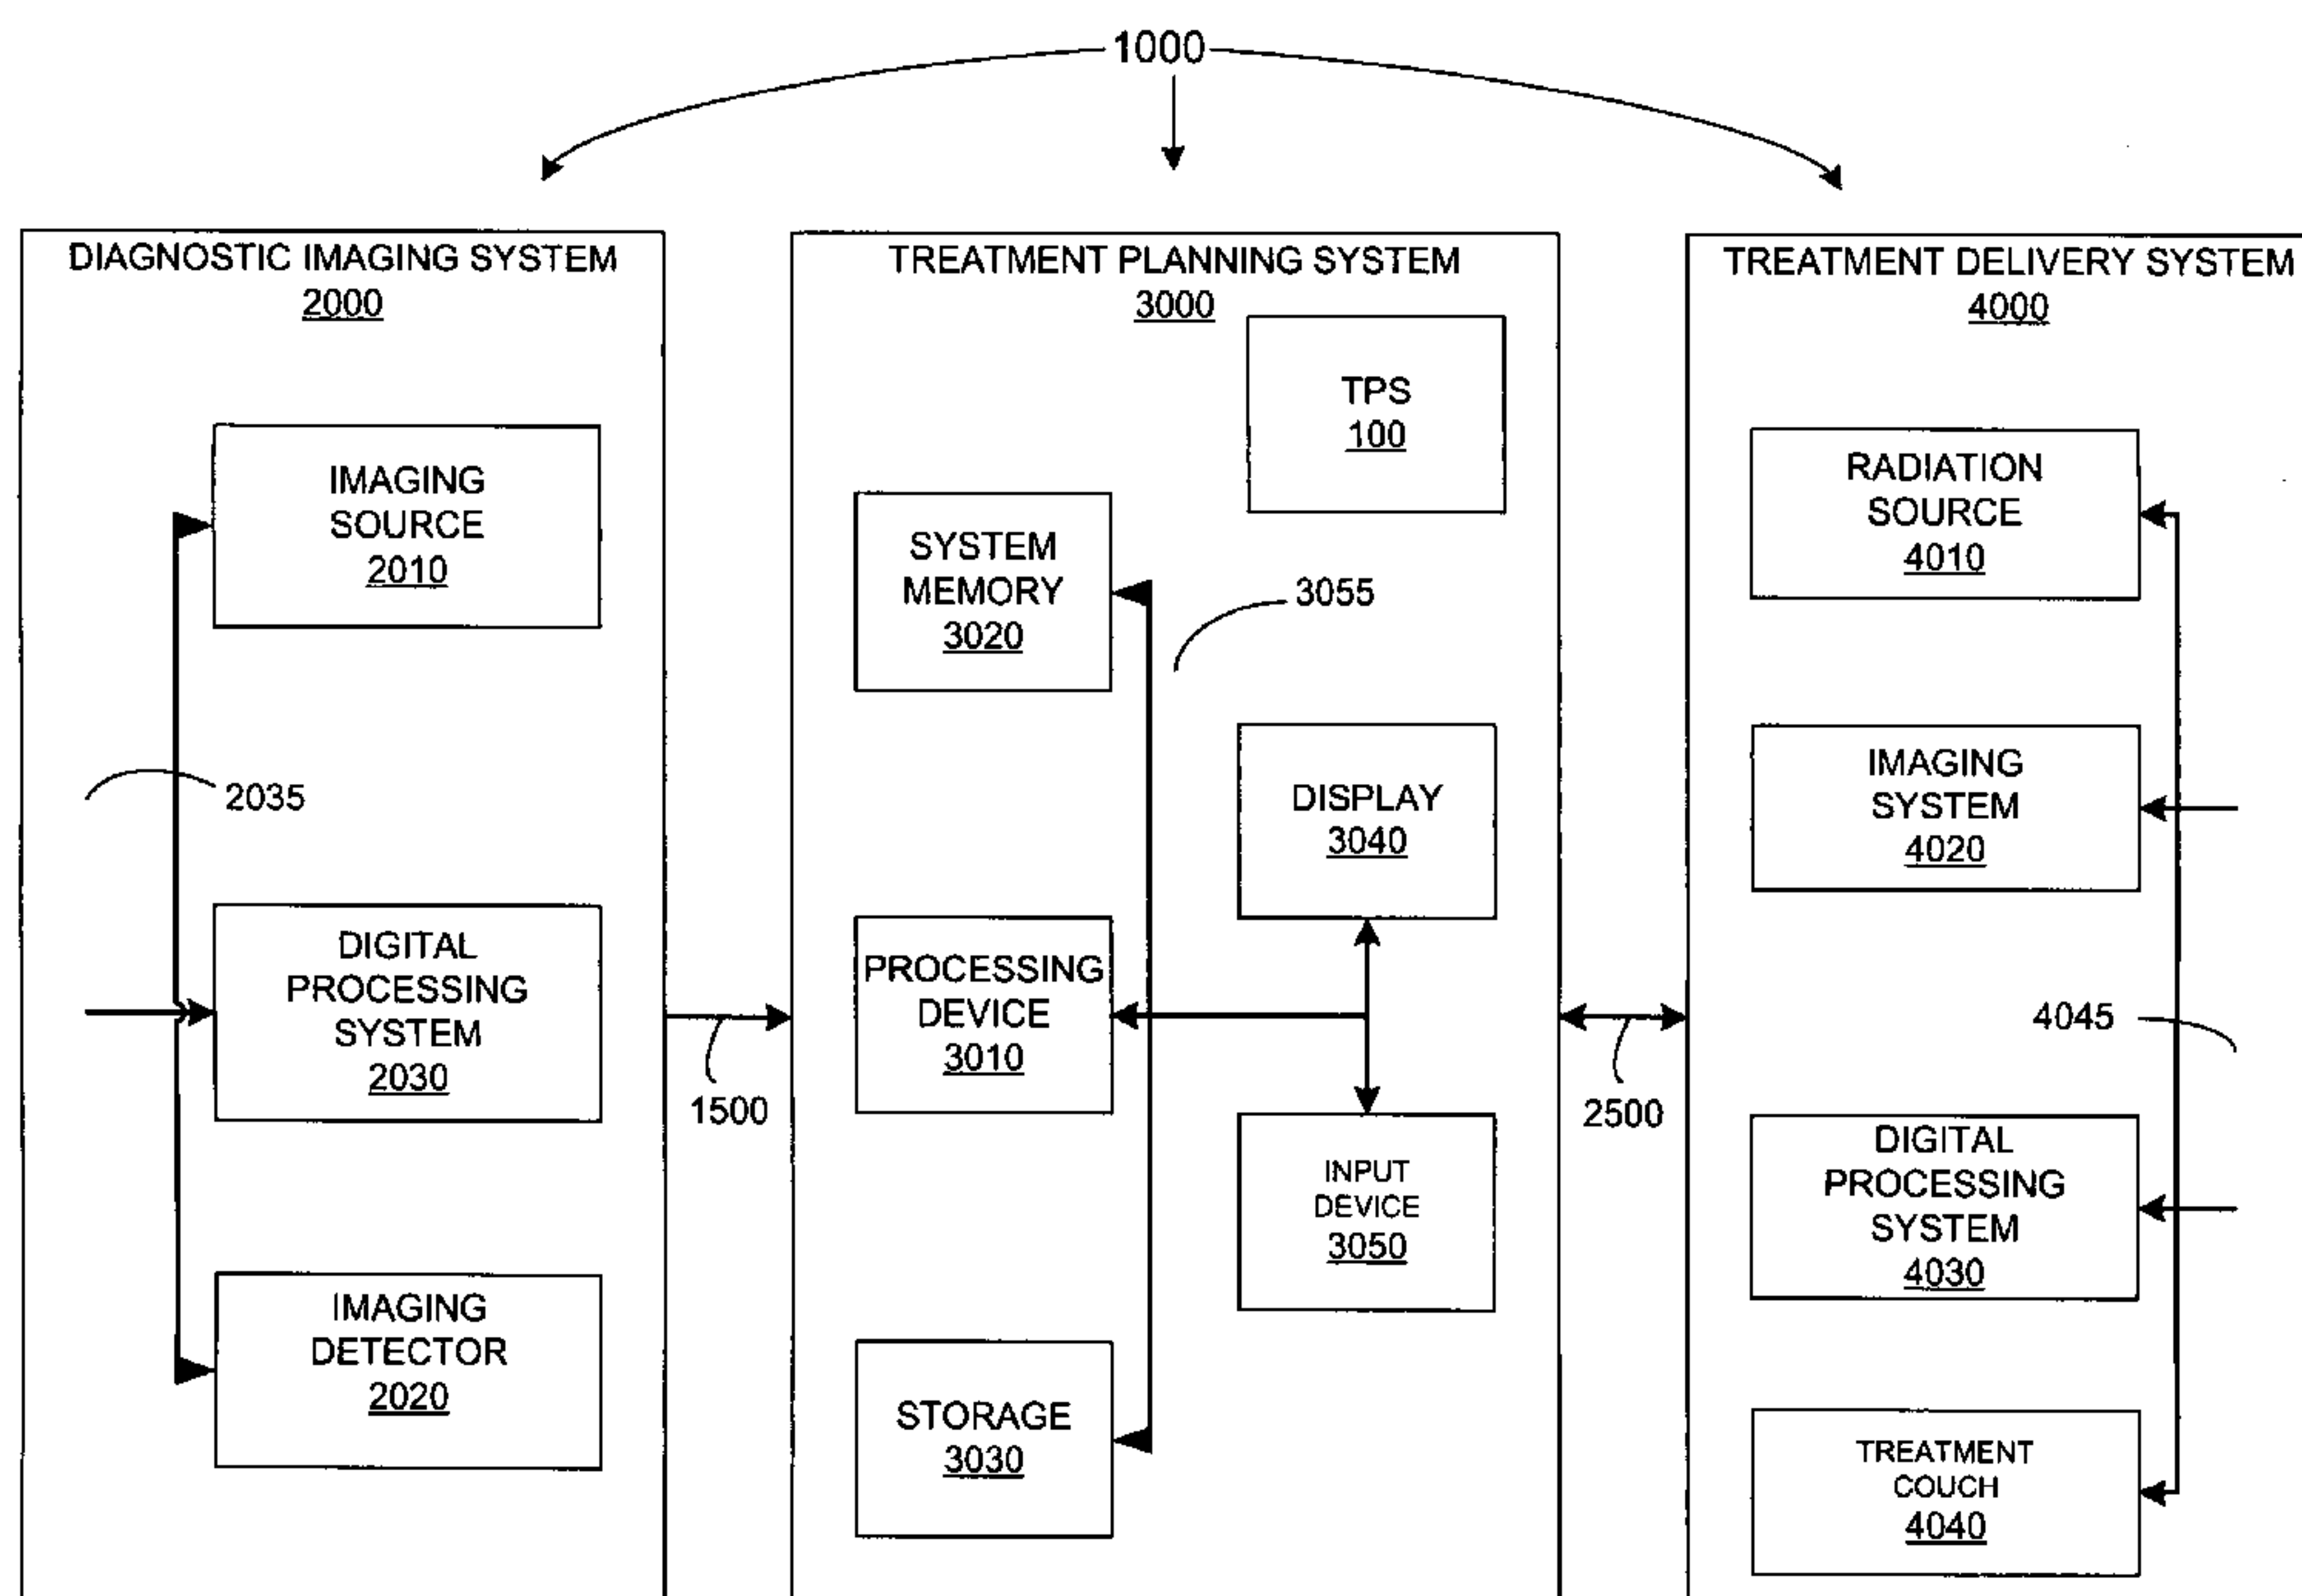 1000
DIAGNOSTIC IMAGING SYSTEM
2000
IMAGING
SOURCE
2010
2035
DIGITAL
PROCESSING
SYSTEM
2030
IMAGING
DETECTOR
2020
1500
TREATMENT PLANNING SYSTEM
3000
TPS
100
SYSTEM
MEMORY
3020
3055
DISPLAY
3040
PROCESSING
DEVICE
3010
INPUT
DEVICE
3050
STORAGE
3030
2500
TREATMENT DELIVERY SYSTEM
4000
RADIATION
SOURCE
4010
IMAGING
SYSTEM
4020
4045
DIGITAL
PROCESSING
SYSTEM
4030
TREATMENT
COUCH
4040